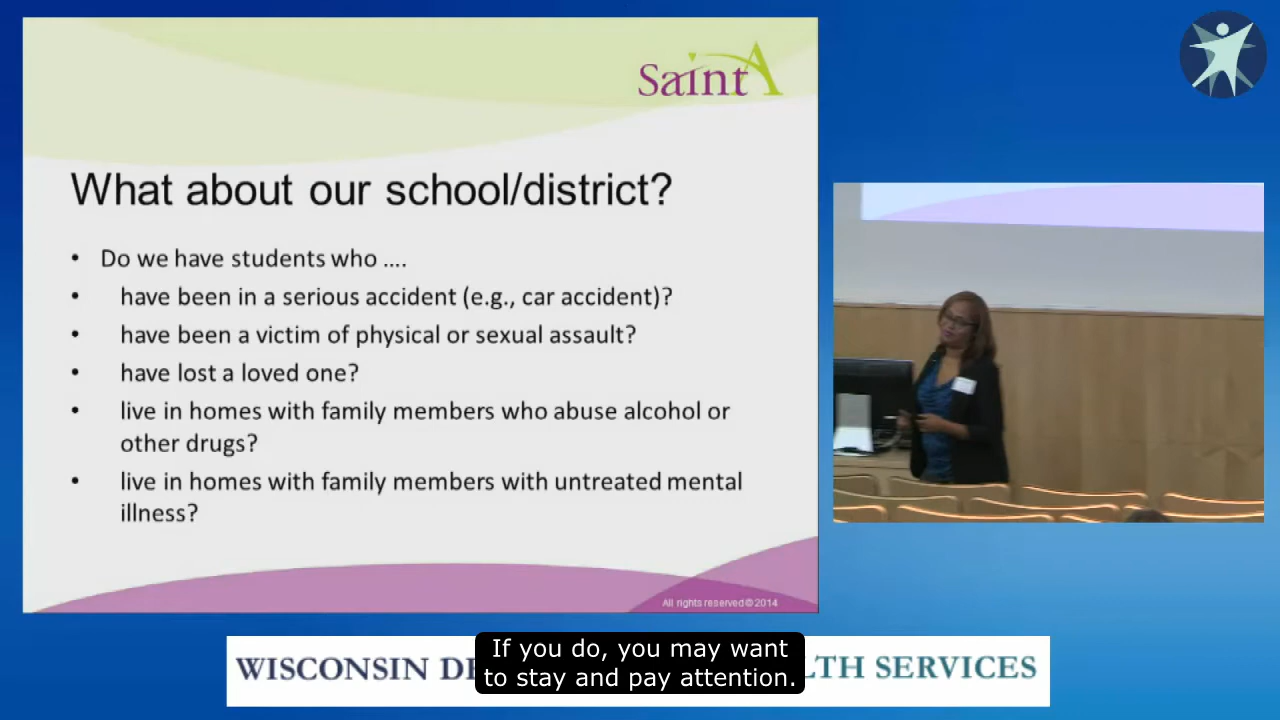 SaintA
What about our school/district?
• Do we have students who ....
• have been in a serious accident (e.g., car accident)?
• have been a victim of physical or sexual assault?
• have lost a loved one?
• live in homes with family members who abuse alcohol or
other drugs?
• live in homes with family members with untreated mental
illness?
All rights reserved © 2014
WISCONSIN DE LTH SERVICES
If you do, you may want
to stay and pay attention.